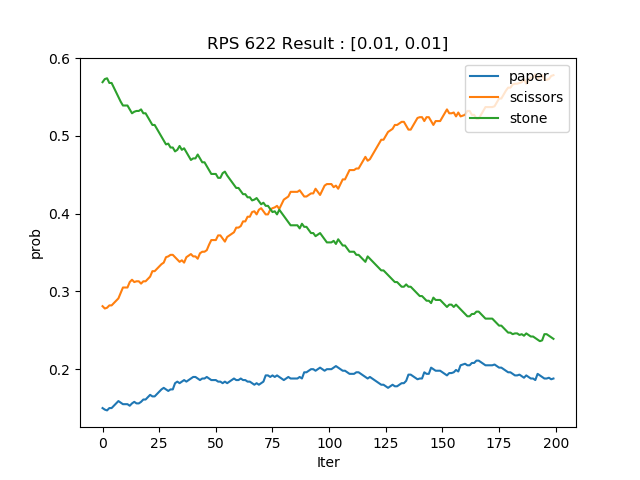 RPS 622 Result : [0.01, 0.01]
paper
scissors
stone
prob
0.6
0.5
0.4
0.3
0.2
0 25 50 75 100 125 150 175 200
Iter